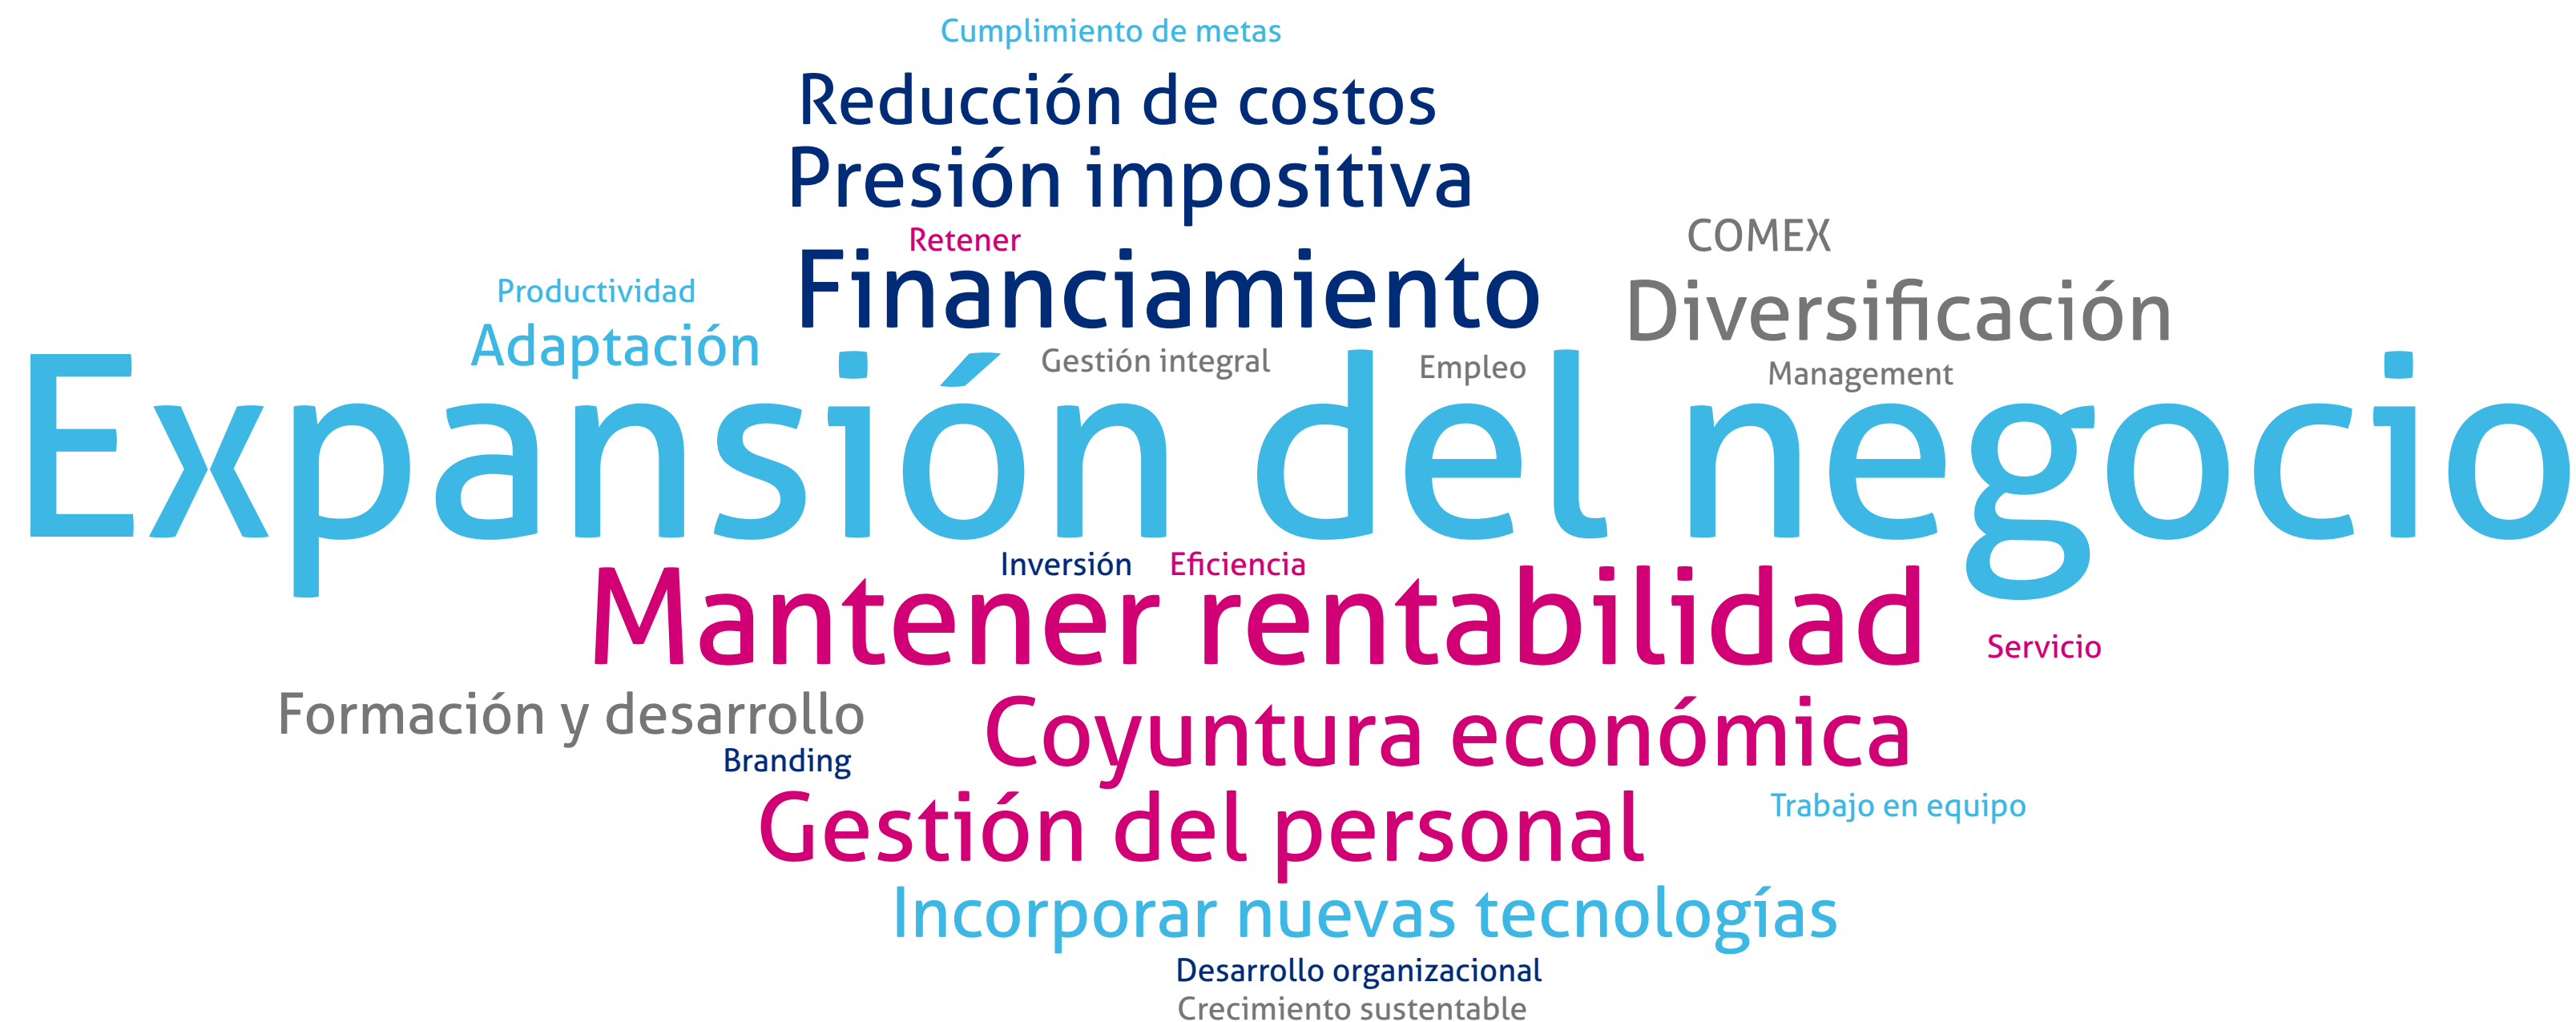 Cumplimiento de metas
Reducción de costos
Presión impositiva
Retener
COMEX
Productividad
Financiamiento
Diversificación
Adaptación
Gestión integral
Empleo
Management
Expansión del negocio
Inversión
Eficiencia
Mantener rentabilidad
Servicio
Formación y desarrollo
Coyuntura económica
Branding
Gestión del personal
Trabajo en equipo
Incorporar nuevas tecnologías
Desarrollo organizacional
Crecimiento sustentable